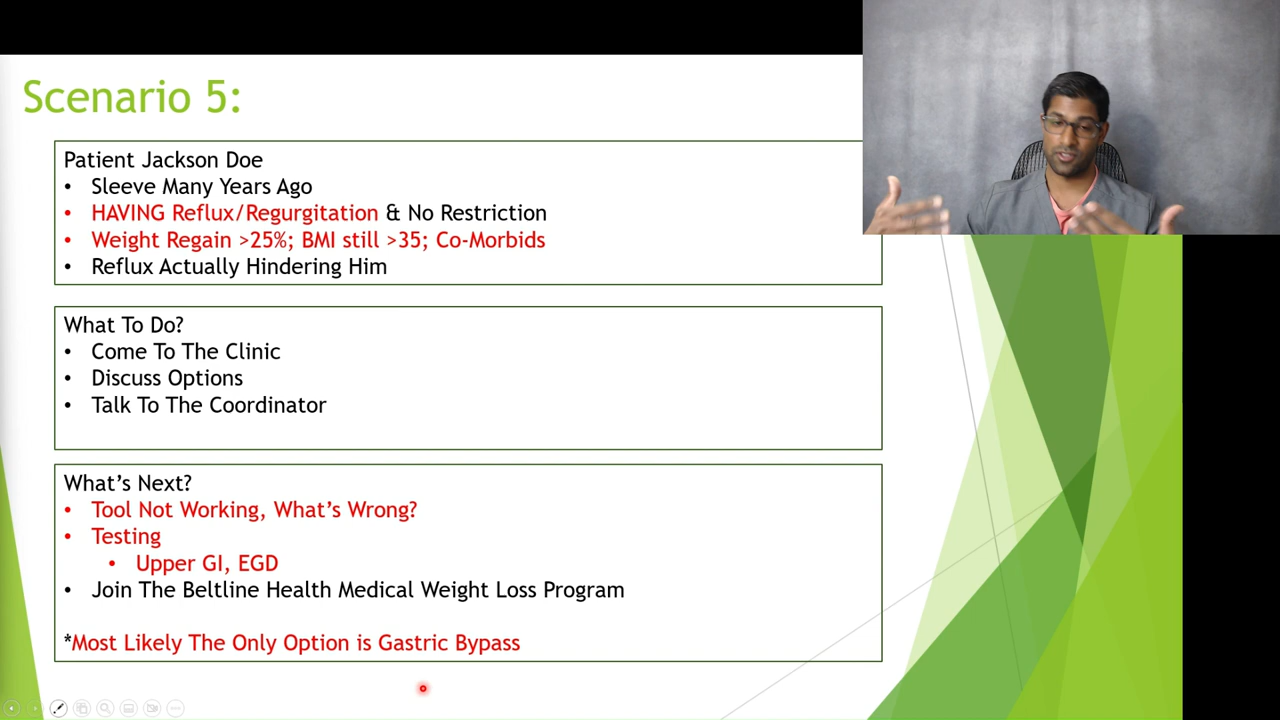 Scenario 5:
Patient Jackson Doe
• Sleeve Many Years Ago
• HAVING Reflux/Regurgitation & No Restriction
• Weight Regain >25%; BMI still >35; Co-Morbids
• Reflux Actually Hindering Him
What To Do?
• Come To The Clinic
• Discuss Options
• Talk To The Coordinator
What’s Next?
• Tool Not Working, What’s Wrong?
• Testing
• Upper GI, EGD
• Join The Beltline Health Medical Weight Loss Program
*Most Likely The Only Option is Gastric Bypass